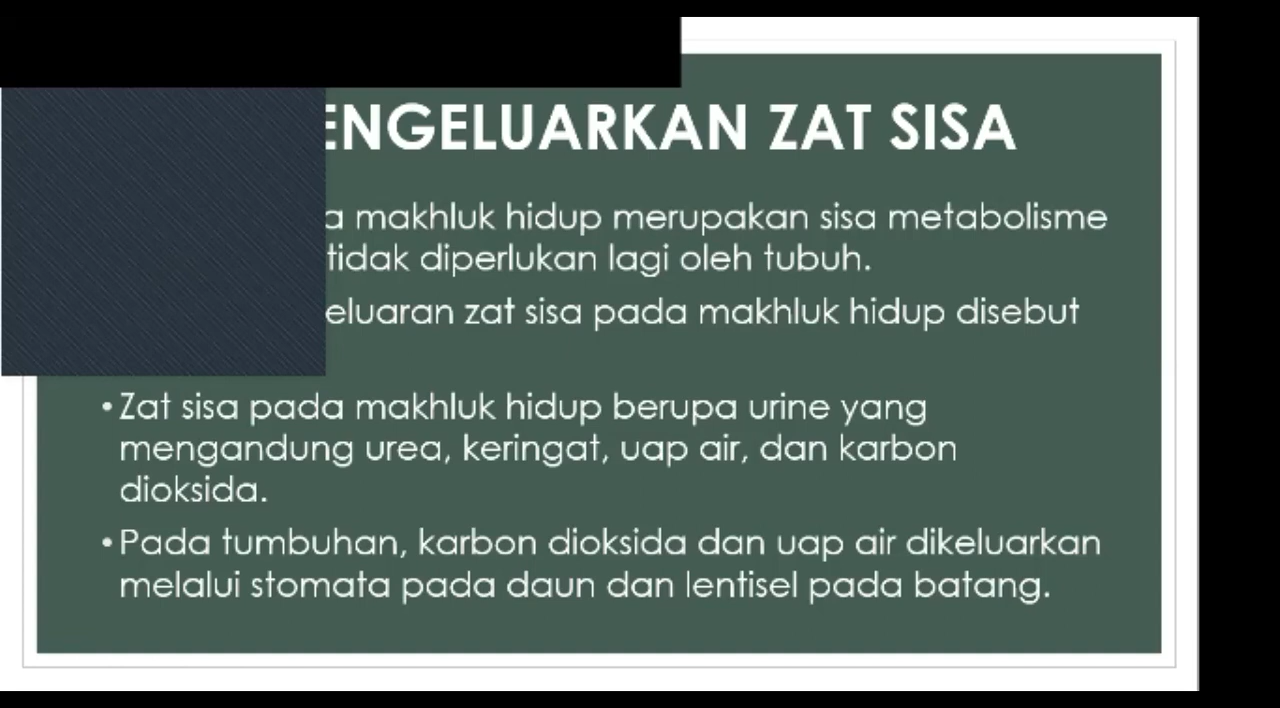 ENGELUARKAN ZAT SISA
a makhluk hidup merupakan sisa metabolisme
tidak diperlukan lagi oleh tubuh.
eluaran zat sisa pada makhluk hidup disebut
• Zat sisa pada makhluk hidup berupa urine yang
mengandung urea, keringat, uap air, dan karbon
dioksida.
• Pada tumbuhan, karbon dioksida dan uap air dikeluarkan
melalui stomata pada daun dan lentisel pada batang.